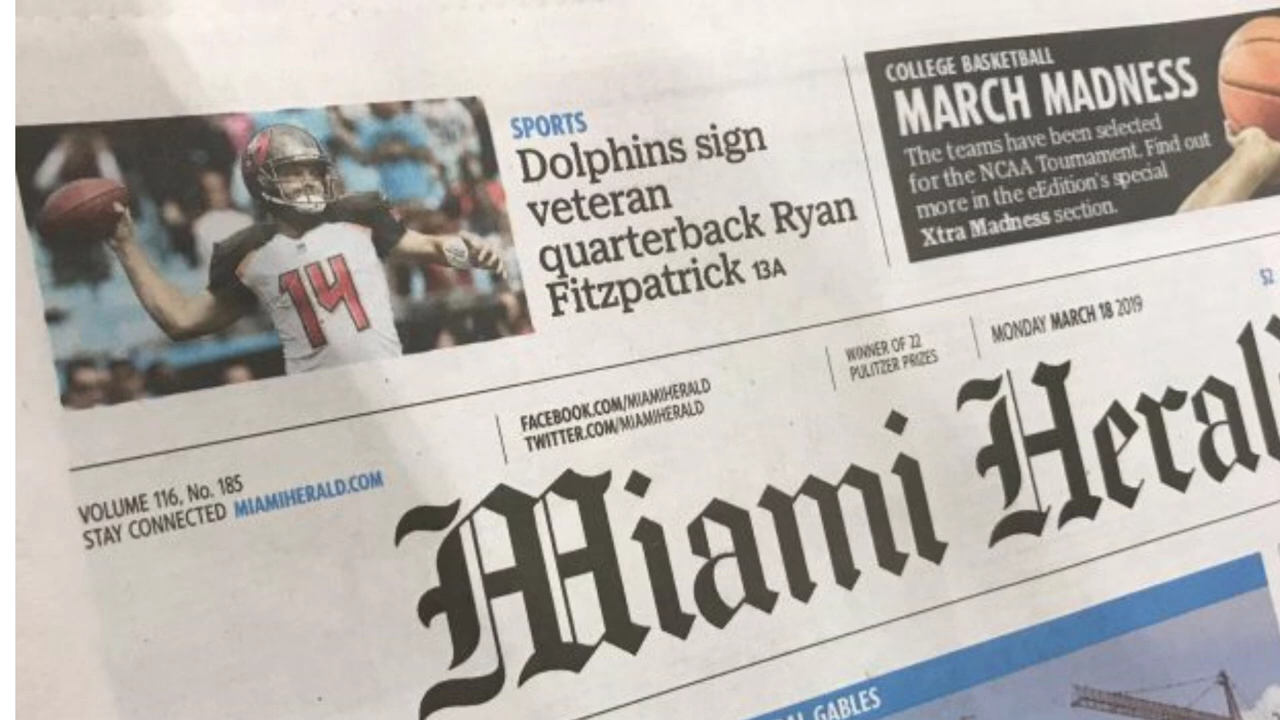 14
SPORTS
Dolphins sign
veteran
quarterback Ryan
Fitzpatrick 13A
COLLEGE BASKETBALL
MARCH MADNESS
The teams have been selected
for the NCAA Tournament. Find out
more in the eEdition's special
Xtra Madness section.
VOLUME 116, No. 185
STAY CONNECTED MIAMIHERALD.COM
FACEBOOK.COM/MIAMIHERALD
TWITTER.COM/MIAMIHERALD
WINNER OF 22
PULITZER PRIZES
MONDAY MARCH 18 2019
$2
Miami Heral
GABLES